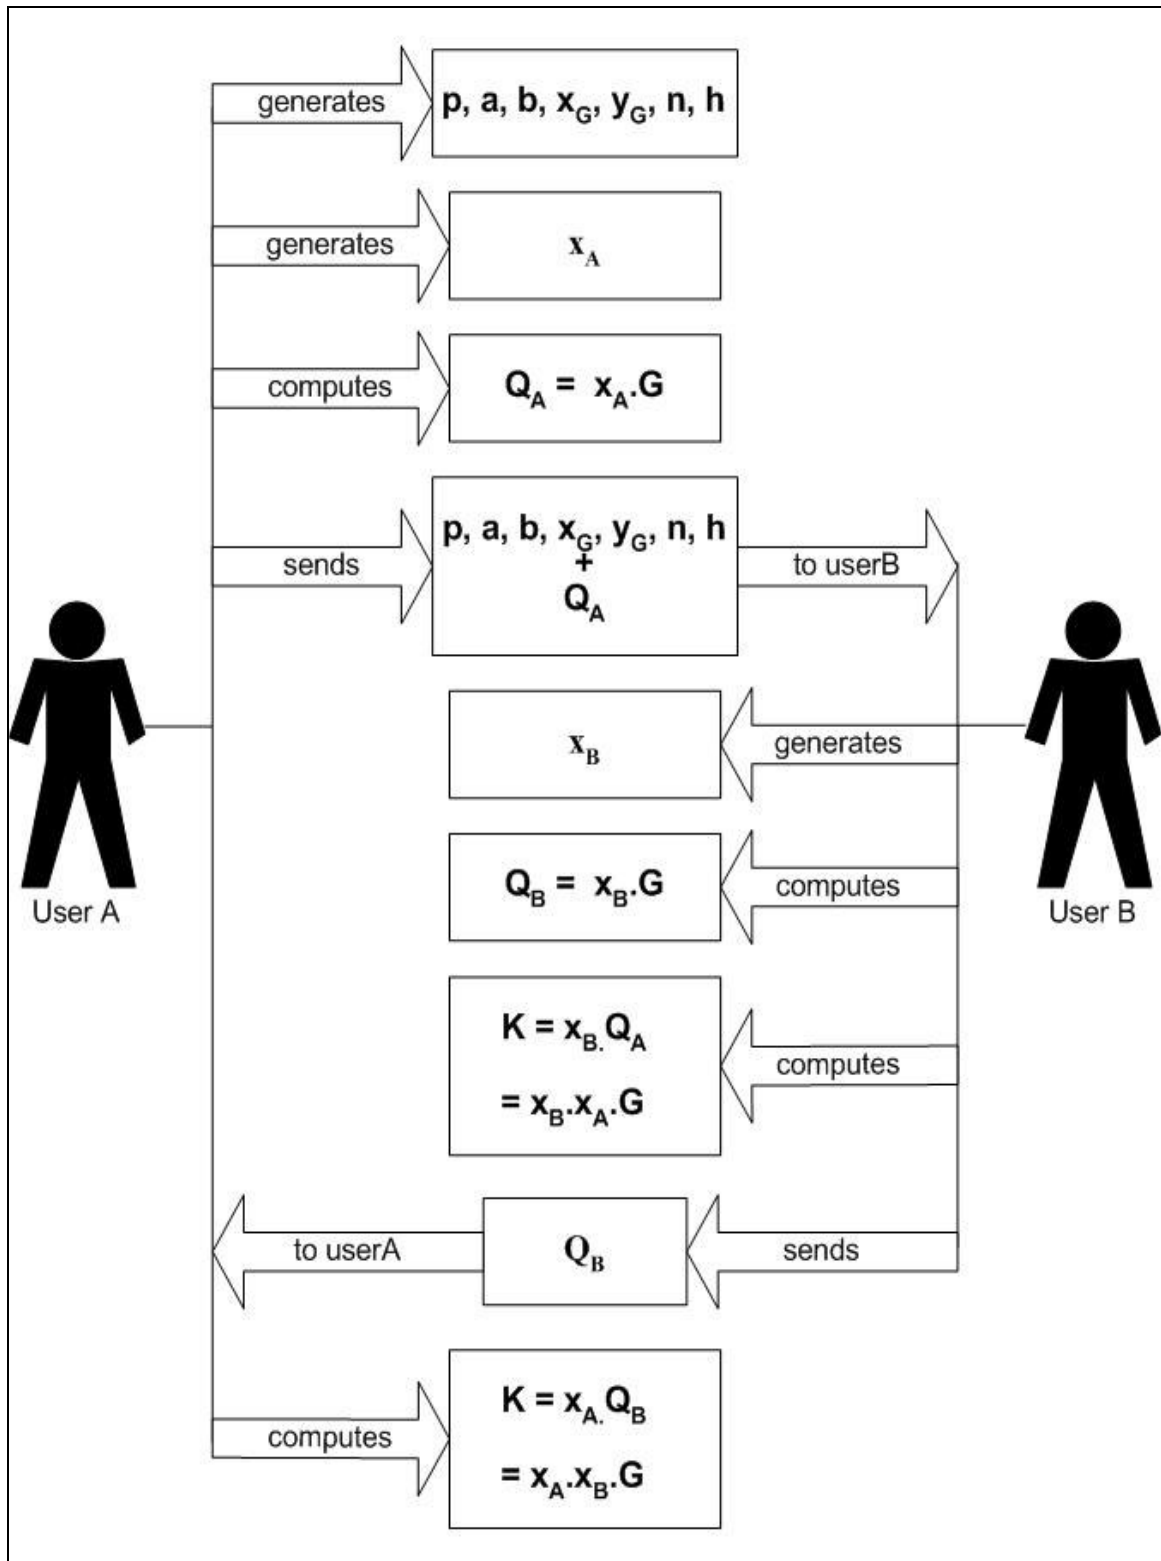 generates
p, a, b, x_G, y_G, n, h
generates
x_A
computes
Q_A = x_A.G
sends
p, a, b, x_G, y_G, n, h
+
Q_A
to userB
x_B
generates
Q_B = x_B.G
computes
User A
User B
K = x_B.Q_A
= x_B.x_A.G
computes
to userA
Q_B
sends
computes
K = x_A.Q_B
= x_A.x_B.G